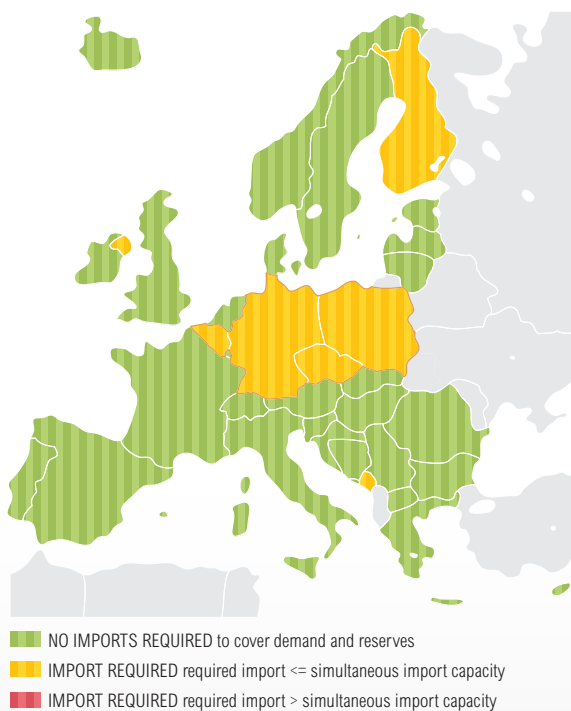 NO IMPORTS REQUIRED to cover demand and reserves
IMPORT REQUIRED required import <= simultaneous import capacity
IMPORT REQUIRED required import > simultaneous import capacity